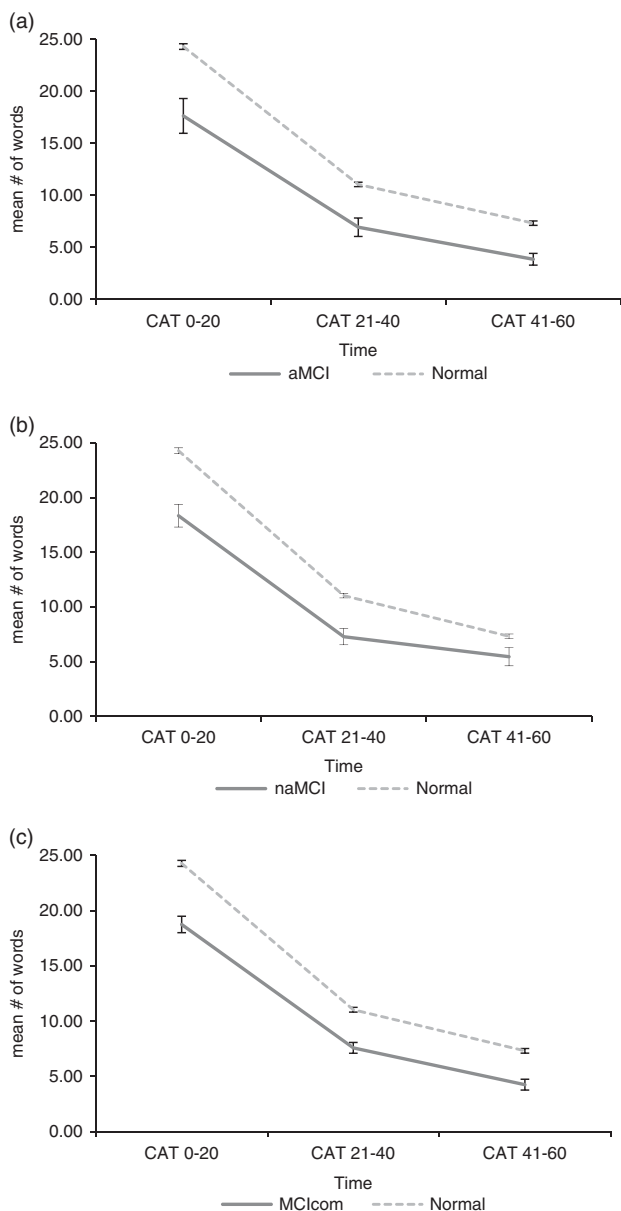 (a)
25.00
20.00
15.00
10.00
5.00
0.00
mean # of words
CAT 0-20 CAT 21-40 CAT 41-60
Time
aMCI Normal
(b)
25.00
20.00
15.00
10.00
5.00
0.00
mean # of words
CAT 0-20 CAT 21-40 CAT 41-60
Time
naMCI Normal
(c)
25.00
20.00
15.00
10.00
5.00
0.00
mean # of words
CAT 0-20 CAT 21-40 CAT 41-60
Time
MCIcom Normal